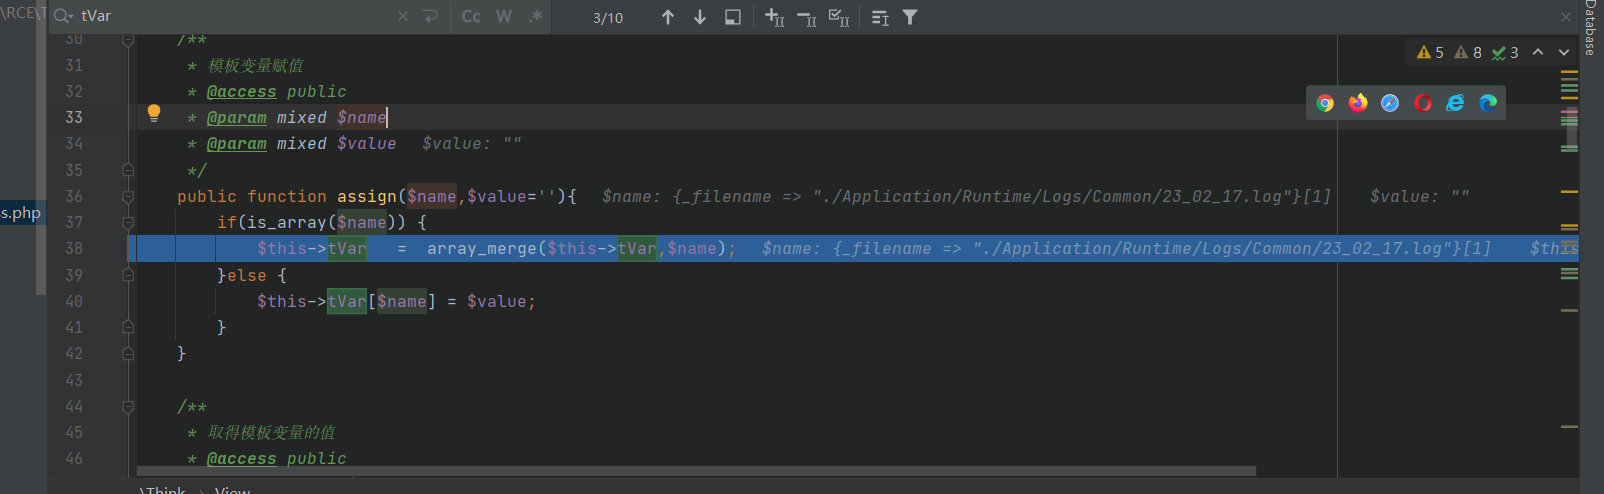 \RCE\T
tVar
Cc W .*
3/10
5 8 3
Database
s.php
30 /**
31 * 模板变量赋值
32 * @access public
33 * @param mixed $name
34 * @param mixed $value $value: ""
35 */
36 public function assign($name,$value=''){ $name: {_filename => "./Application/Runtime/Logs/Common/23_02_17.log"}[1] $value: ""
37 if(is_array($name)) {
38 $this->tVar = array_merge($this->tVar,$name); $name: {_filename => "./Application/Runtime/Logs/Common/23_02_17.log"}[1] $this
39 }else {
40 $this->tVar[$name] = $value;
41 }
42 }
43
44 /**
45 * 取得模板变量的值
46 * @access public
\Think › View